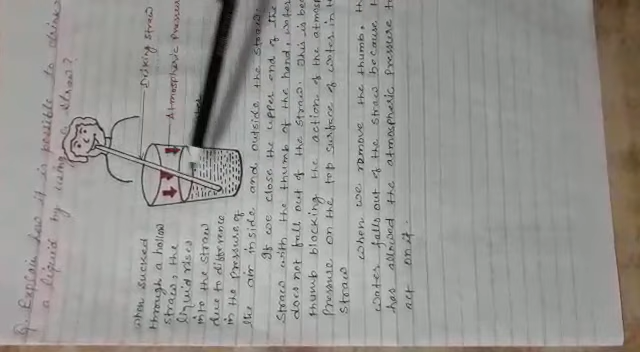 Q Explain how it is possible to drink
a liquid by using a straw?
Drinking Straw
Atmospheric Pressure
When sucked
through a hollow
straw, the
liquid rises
into the straw
due to difference
in the pressure of
the air inside and outside the straw.
If we close the upper end of the
straw with the thumb of the hand, water
does not fall out of the straw. This is
thumb blocking the action of the
pressure, on the top surface of water in
straw
When we remove the thumb,
water falls out of the straw because
has allowed the atmospheric pressure to
act on it.